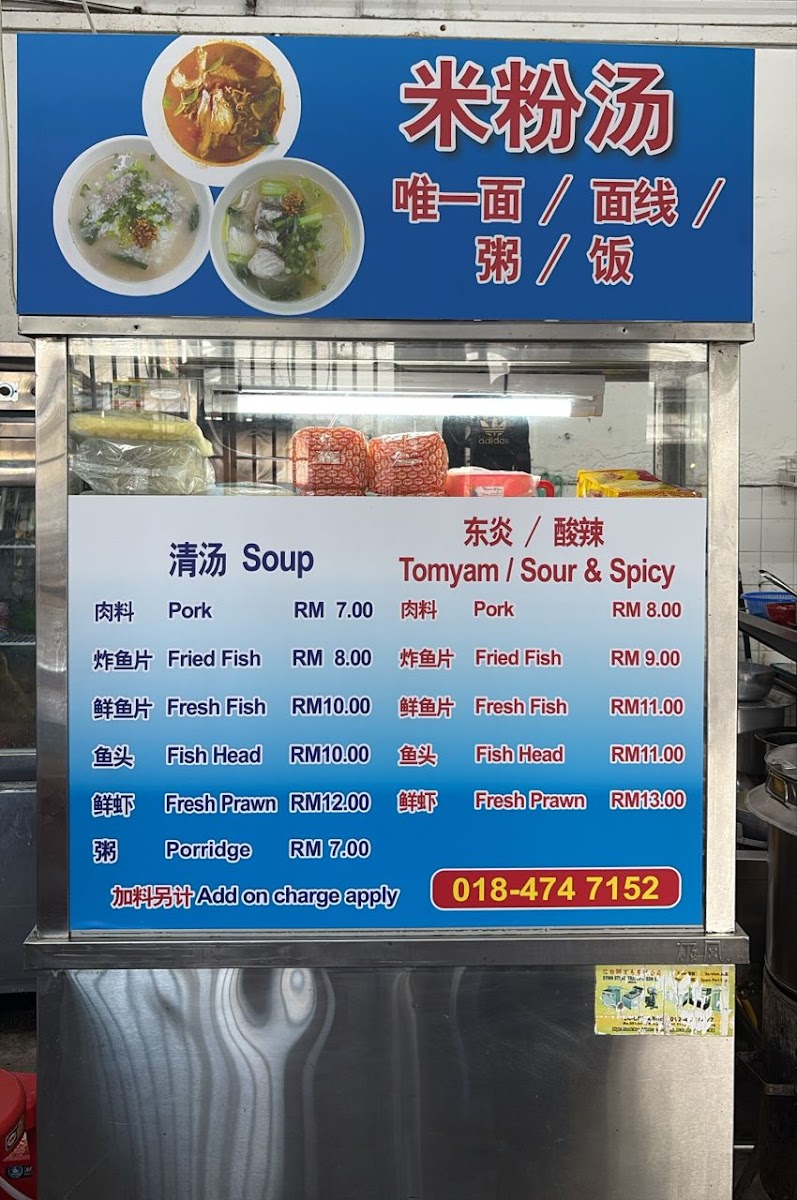 米粉汤
唯一面 / 面线 /
粥 / 饭
adidas
清汤 Soup
肉料 Pork RM 7.00
炸鱼片 Fried Fish RM 8.00
鲜鱼片 Fresh Fish RM10.00
鱼头 Fish Head RM10.00
鲜虾 Fresh Prawn RM12.00
粥 Porridge RM 7.00
加料另计 Add on charge apply
东炎 / 酸辣
Tomyam / Sour & Spicy
肉料 Pork RM 8.00
炸鱼片 Fried Fish RM 9.00
鲜鱼片 Fresh Fish RM11.00
鱼头 Fish Head RM11.00
鲜虾 Fresh Prawn RM13.00
018-474 7152